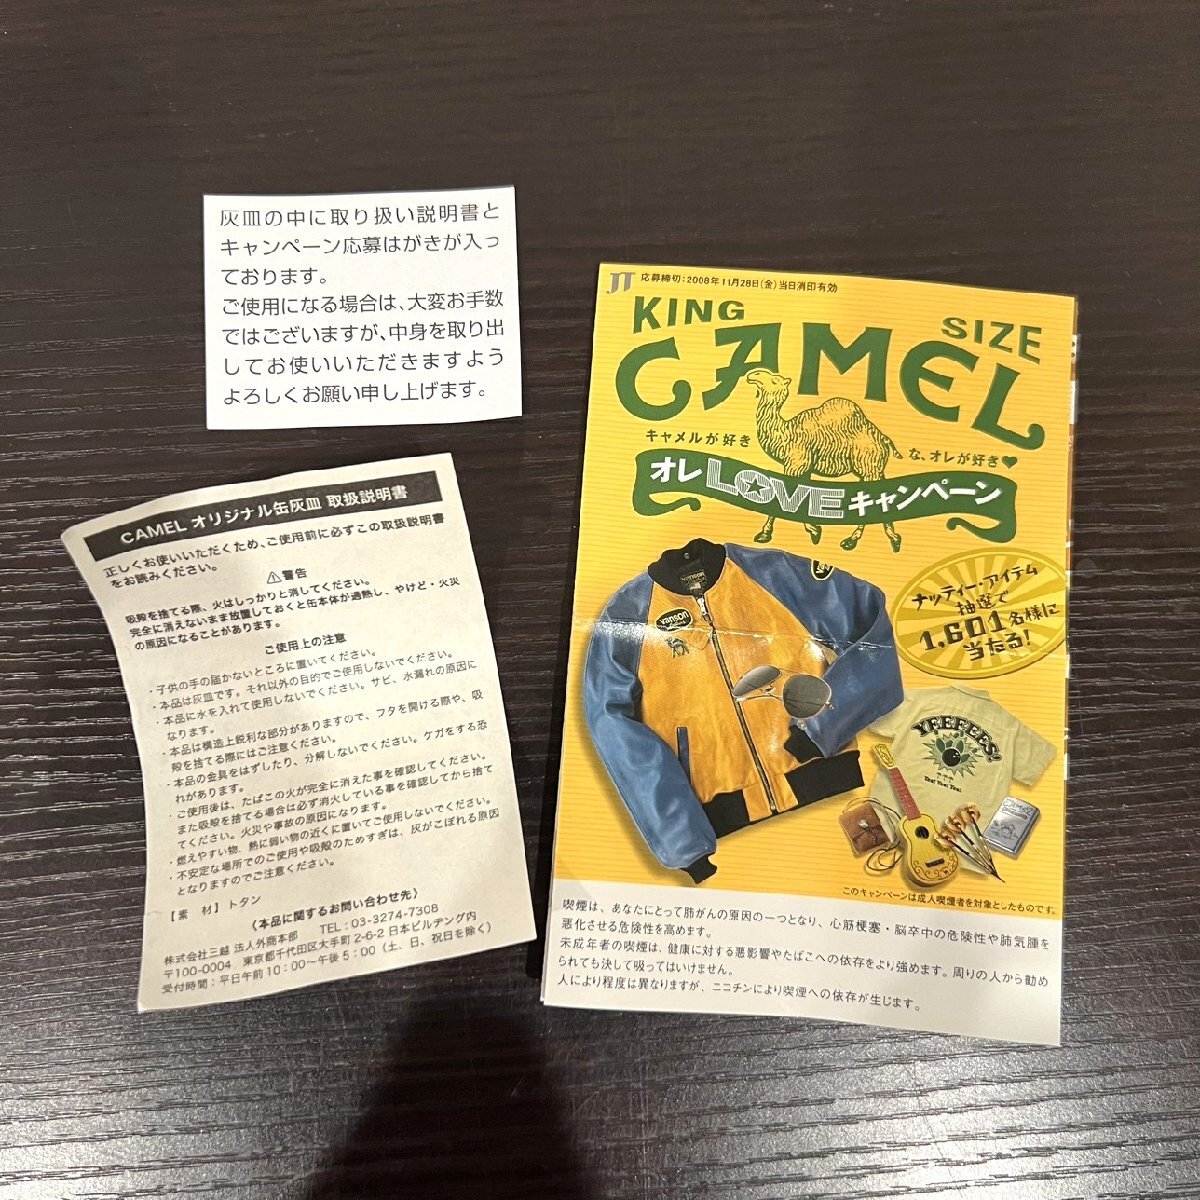 灰皿の中に取り扱い説明書と
キャンペーン応募はがきが入っ
ております。
ご使用になる場合は、大変お手数
ではございますが、中身を取り出
してお使いいただきますよう
よろしくお願い申し上げます。
CAMEL オリジナル缶灰皿 取扱説明書
正しくお使いいただくため、ご使用前に必ずこの取扱説明書
をお読みください。
⚠警告
吸殻を捨てる際、火はしっかりと消してください。
完全に消えないまま放置しておくと缶本体が過熱し、やけど・火災
の原因になることがあります。
ご使用上の注意
・子供の手の届かないところに置いてください。
・本品は灰皿です。それ以外の目的でご使用しないでください。
・本品に水を入れて使用しないでください。サビ、水漏れの原因に
なります。
・本品は構造上鋭利な部分がありますので、フタを開ける際や、吸
殻を捨てる際にはご注意ください。
・本品の金具をはずしたり、分解しないでください。ケガをする恐
れがあります。
・ご使用後は、たばこの火が完全に消えた事を確認してください。
また吸殻を捨てる場合は必ず消火している事を確認してから捨て
てください。火災や事故の原因になります。
・燃えやすい物、熱に弱い物の近くに置いてご使用しないでください。
・不安定な場所でのご使用や吸殻のためすぎは、灰がこぼれる原因
となりますのでご注意ください。
【素 材】トタン
(本品に関するお問い合わせ先)
株式会社三越 法人外商本部 TEL:03-3274-7308
〒100-0004 東京都千代田区大手町2-6-2 日本ビルヂング内
受付時間:平日午前10:00〜午後5:00(土、日、祝日を除く)
JT 応募締切:2008年11月28日(金)当日消印有効
KING SIZE
CAMEL
キャメルが好き
な、オレが好き♥
オレLOVEキャンペーン
ナッティー・アイテム
抽選で
1,601名様に
当たる!
vanson
YEEEEES!
CAMEL
このキャンペーンは成人喫煙者を対象としたものです。
喫煙は、あなたにとって肺がんの原因の一つとなり、心筋梗塞・脳卒中の危険性や肺気腫を
悪化させる危険性を高めます。
未成年者の喫煙は、健康に対する悪影響やたばこへの依存をより強めます。周りの人から勧め
られても決して吸ってはいけません。
人により程度は異なりますが、ニコチンにより喫煙への依存が生じます。